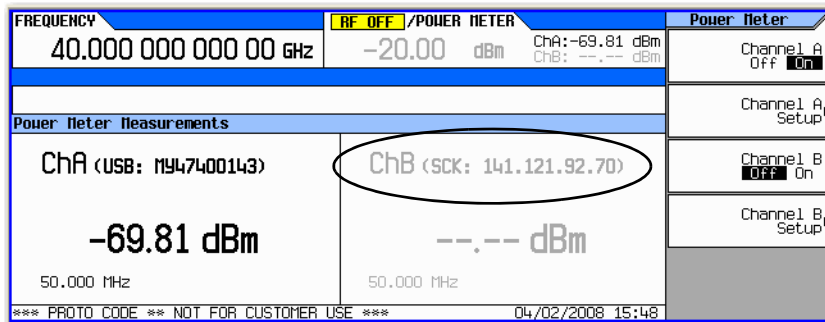 FREQUENCY
RF OFF /POWER METER
Power Meter
40.000 000 000 00 GHz
-20.00 dBm
ChA:-69.81 dBm
ChB: --.-- dBm
Channel A
Off On
Channel A
Setup
Power Meter Measurements
ChA (USB: MY47400143)
ChB (SCK: 141.121.92.70)
Channel B
Off On
-69.81 dBm
--.-- dBm
Channel B
Setup
50.000 MHz
50.000 MHz
*** PROTO CODE ** NOT FOR CUSTOMER USE ***
04/02/2008 15:48